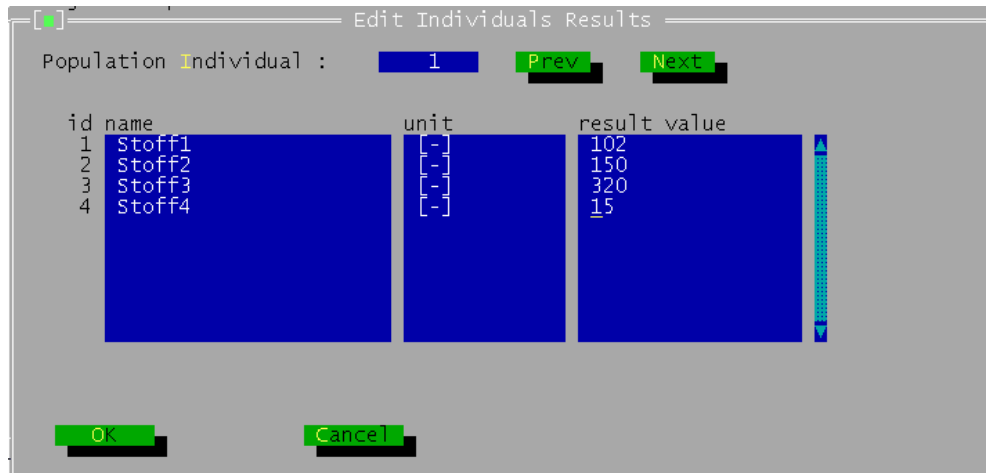 [■] Edit Individuals Results
Population Individual : 1 Prev Next
id name unit result value
1 Stoff1 [-] 102
2 Stoff2 [-] 150
3 Stoff3 [-] 320
4 Stoff4 [-] 15
OK Cancel